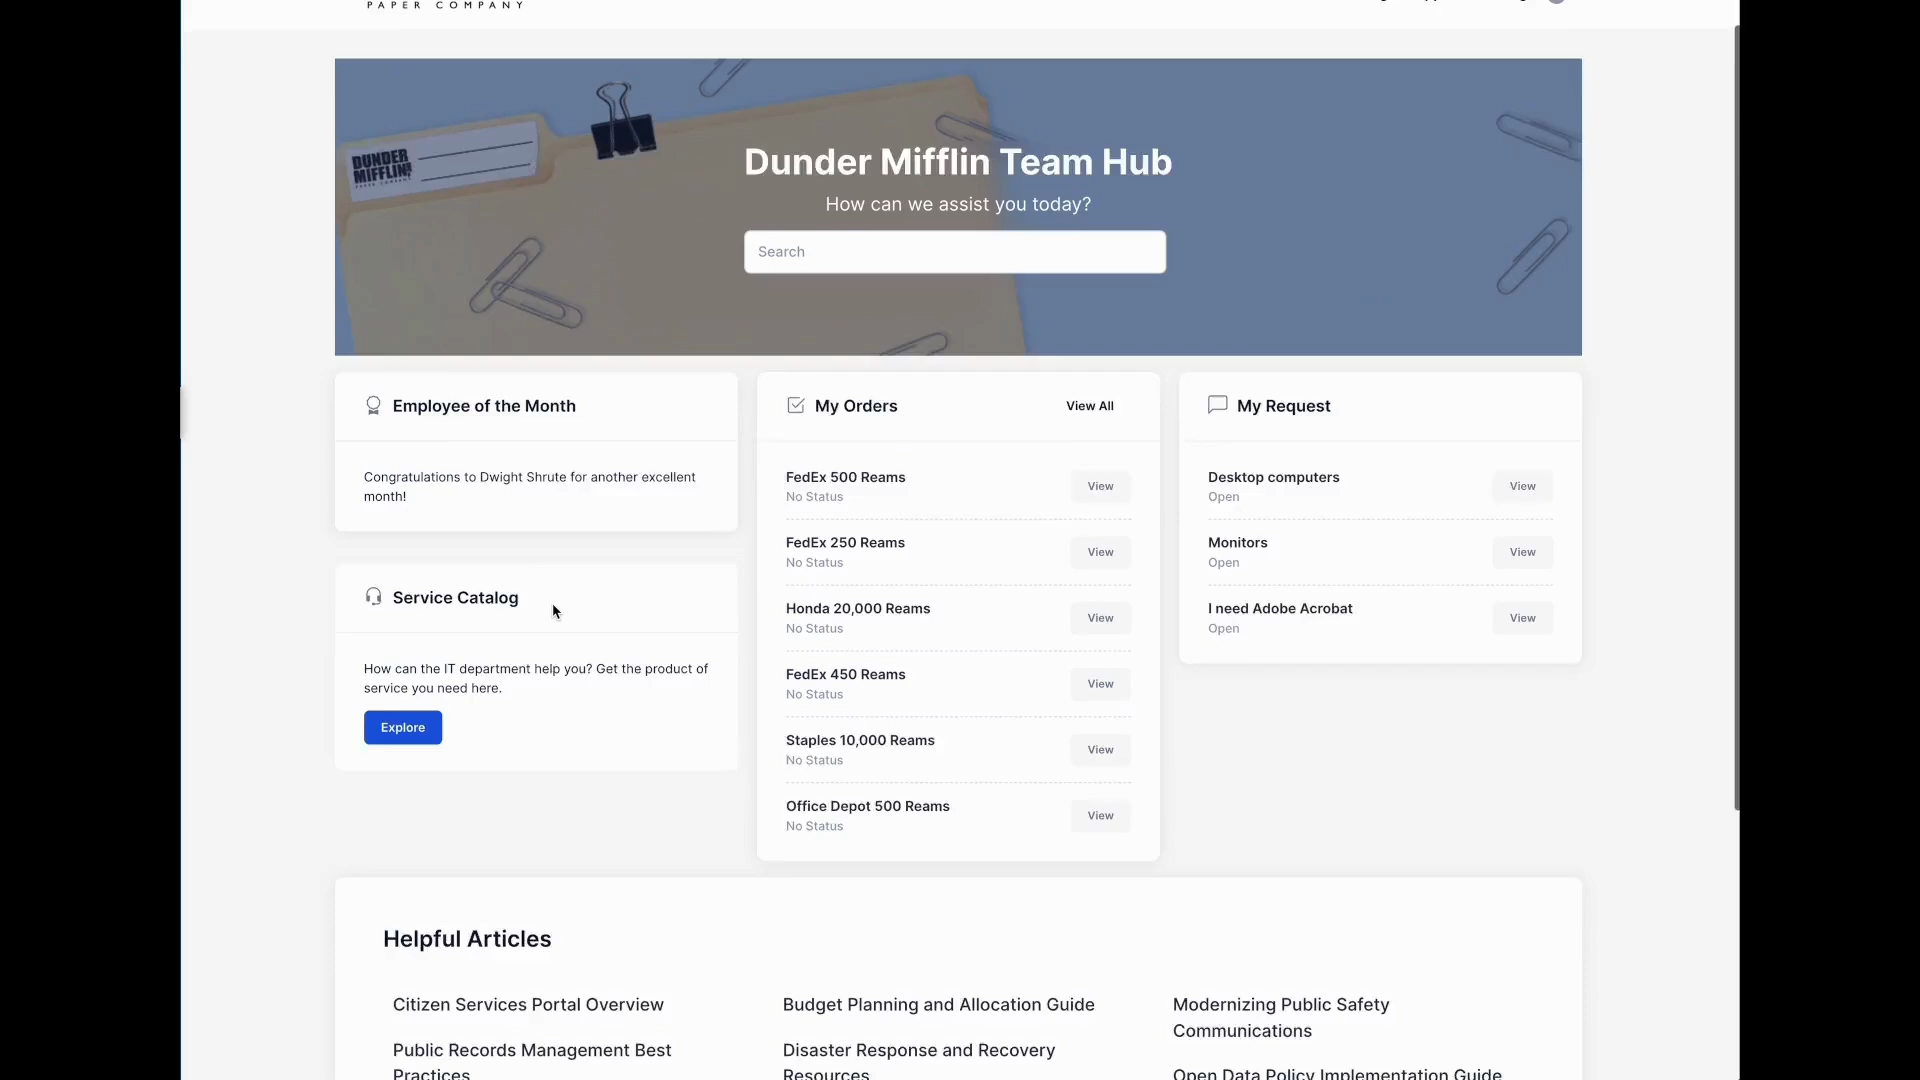 PAPER COMPANY
DUNDER
MIFFLIN
Dunder Mifflin Team Hub
How can we assist you today?
Search
Employee of the Month
Congratulations to Dwight Shrute for another excellent
month!
Service Catalog
How can the IT department help you? Get the product of
service you need here.
Explore
My Orders
View All
FedEx 500 Reams
No Status
View
FedEx 250 Reams
No Status
View
Honda 20,000 Reams
No Status
View
FedEx 450 Reams
No Status
View
Staples 10,000 Reams
No Status
View
Office Depot 500 Reams
No Status
View
My Request
Desktop computers
Open
View
Monitors
Open
View
I need Adobe Acrobat
Open
View
Helpful Articles
Citizen Services Portal Overview
Public Records Management Best
Practices
Budget Planning and Allocation Guide
Disaster Response and Recovery
Resources
Modernizing Public Safety
Communications
Open Data Policy Implementation Guide